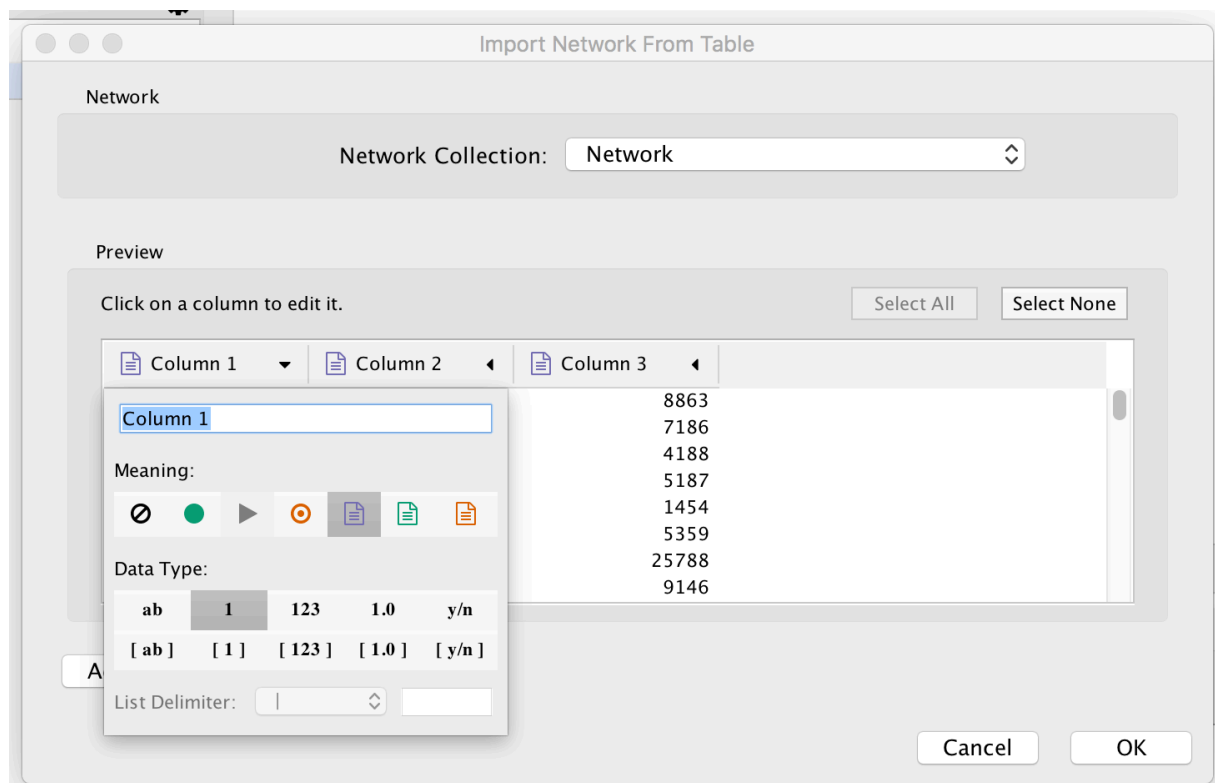 Import Network From Table
Network
Network Collection: Network
Preview
Click on a column to edit it. Select All Select None
Column 1 Column 2 Column 3
8863
Column 1
7186
4188
Meaning:
5187
1454
5359
Data Type:
25788
9146
ab 1 123 1.0 y/n
[ ab ] [ 1 ] [ 123 ] [ 1.0 ] [ y/n ]
A
List Delimiter: |
Cancel OK